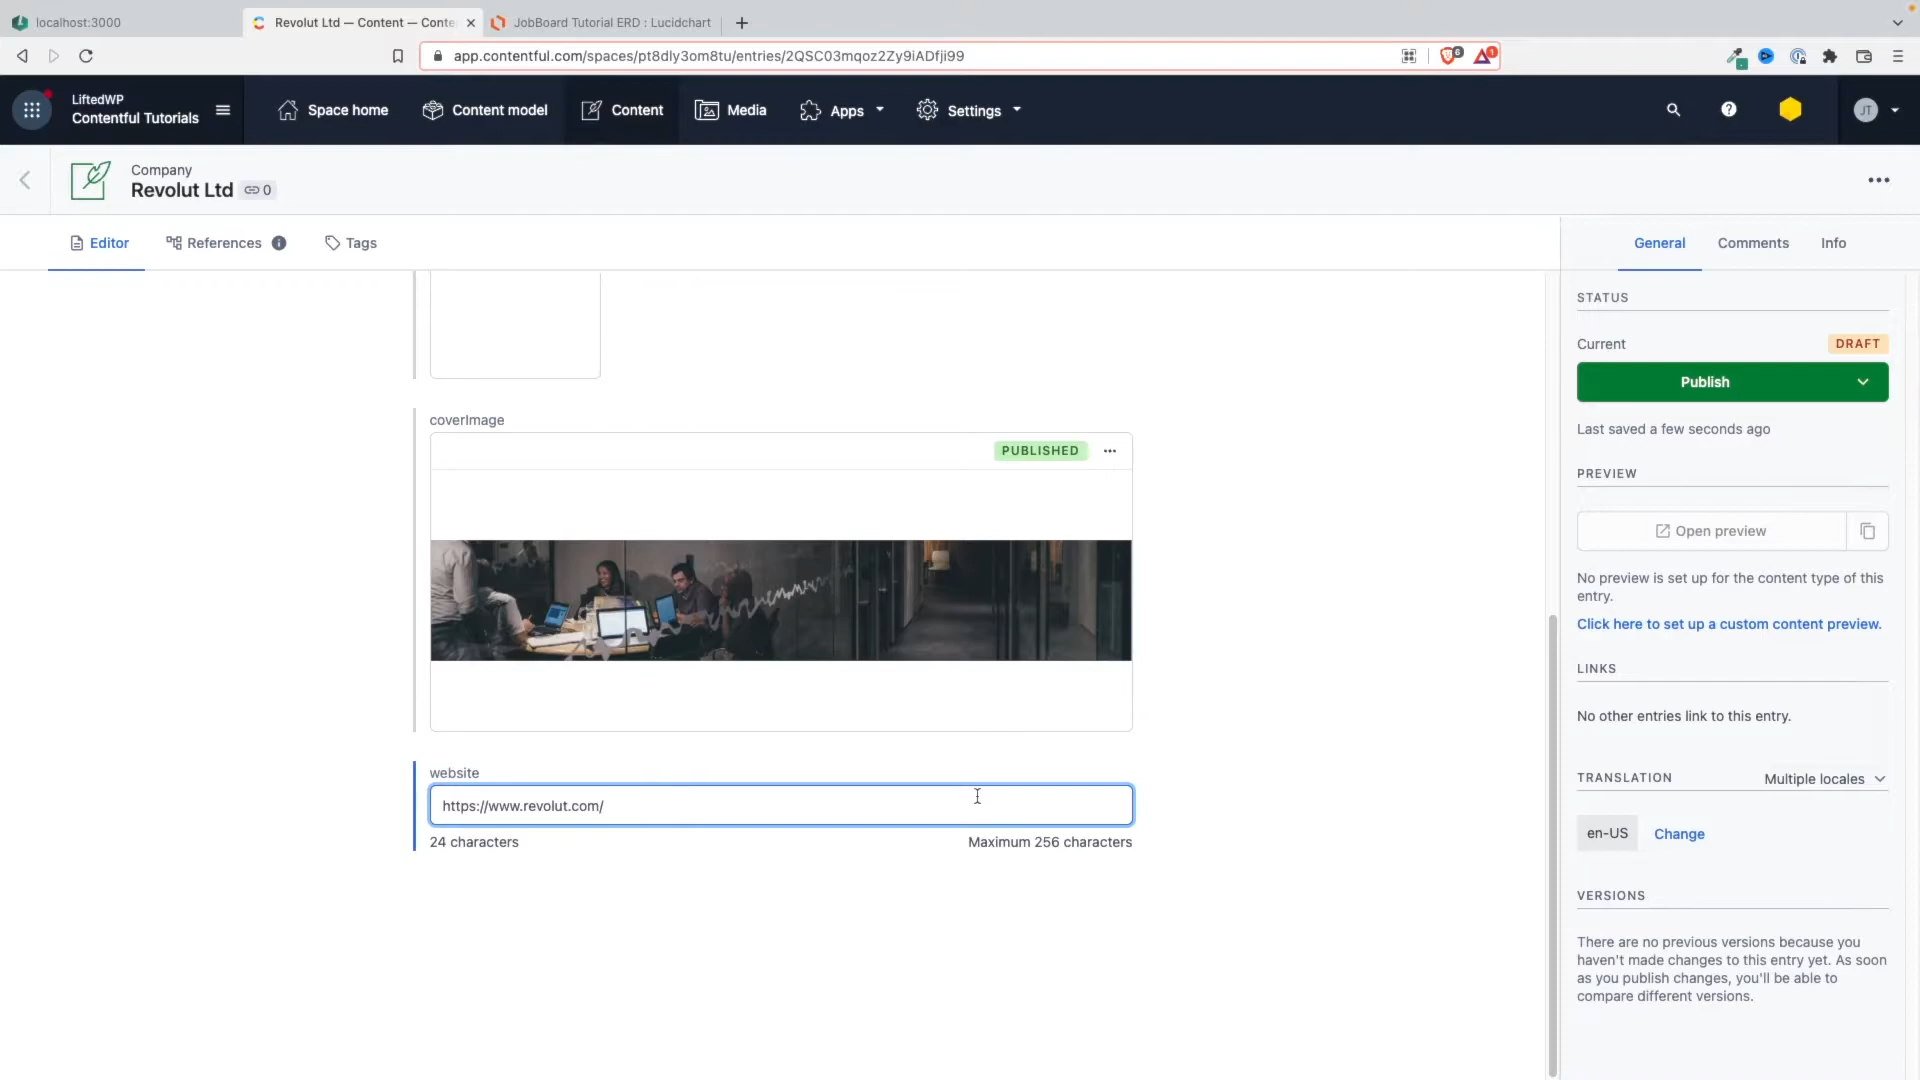 localhost:3000
Revolut Ltd — Content — Conte
JobBoard Tutorial ERD : Lucidchart
app.contentful.com/spaces/pt8dly3om8tu/entries/2QSC03mqoz2Zy9iADfji99
6
1
LiftedWP
Contentful Tutorials
Space home
Content model
Content
Media
Apps
Settings
JT
Company
Revolut Ltd
0
Editor
References
Tags
General
Comments
Info
STATUS
Current
DRAFT
Publish
Last saved a few seconds ago
PREVIEW
Open preview
No preview is set up for the content type of this
entry.
Click here to set up a custom content preview.
LINKS
No other entries link to this entry.
TRANSLATION
Multiple locales
en-US
Change
VERSIONS
There are no previous versions because you
haven't made changes to this entry yet. As soon
as you publish changes, you'll be able to
compare different versions.
coverImage
PUBLISHED
website
https://www.revolut.com/
24 characters
Maximum 256 characters